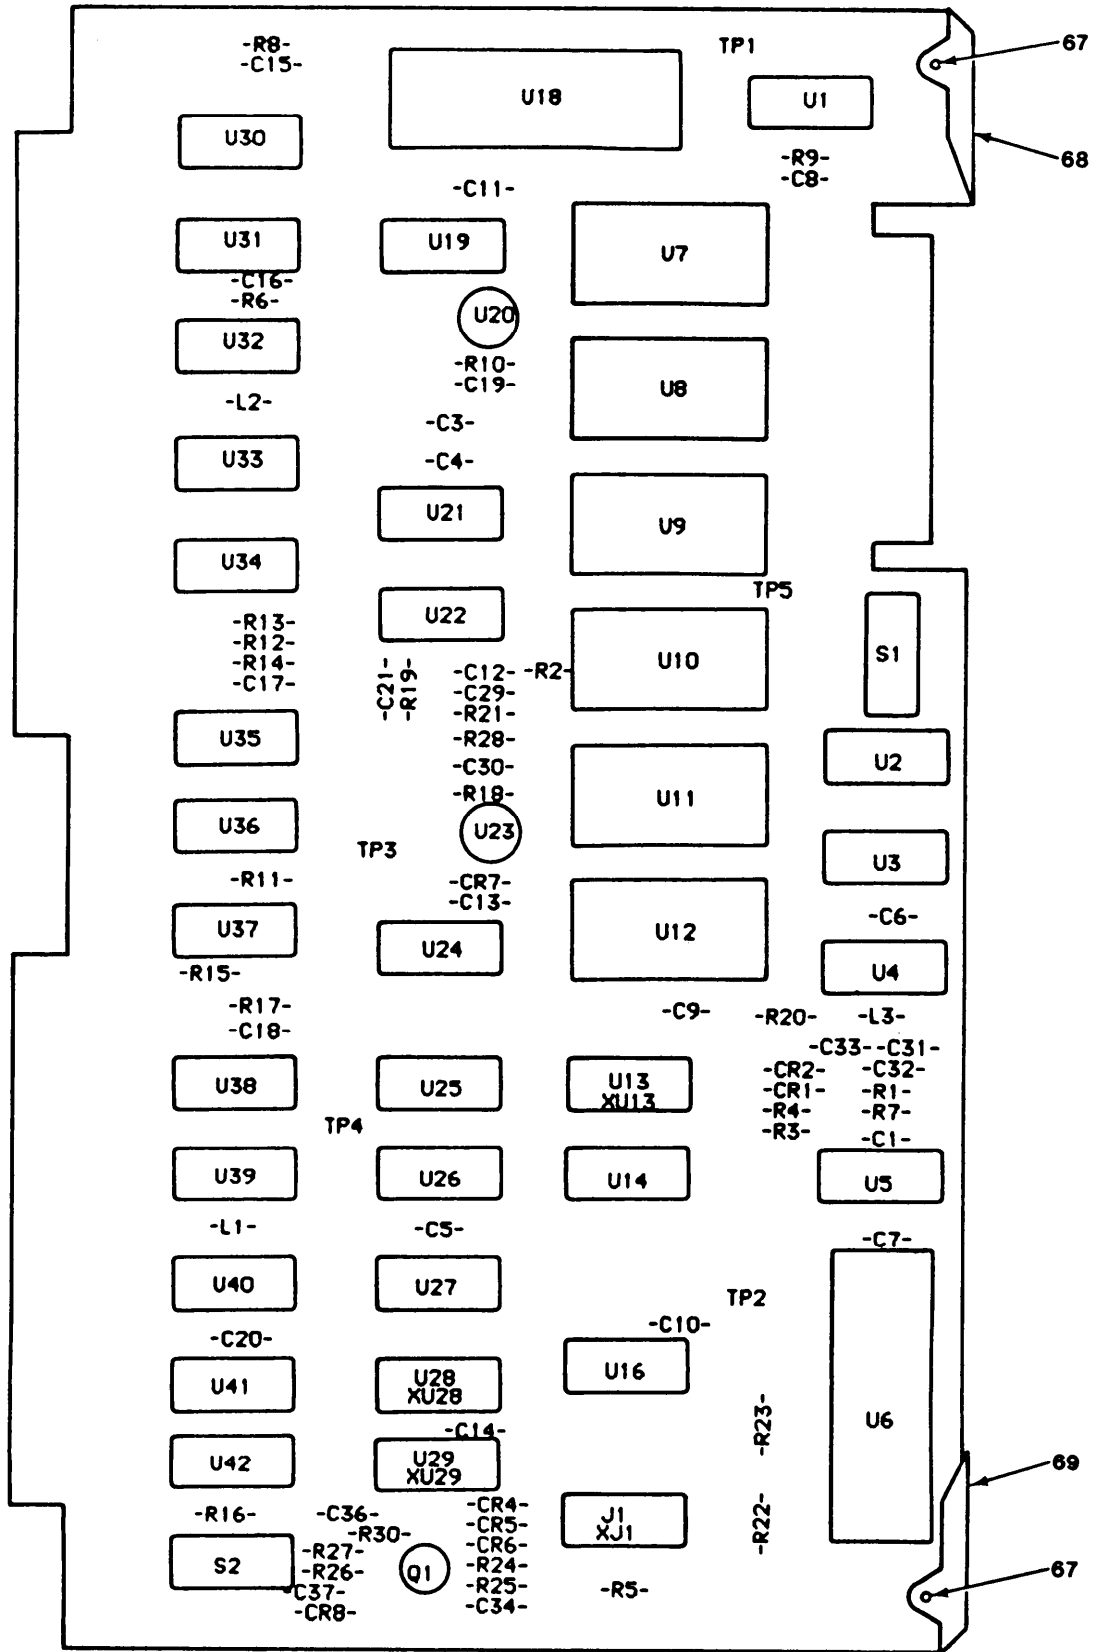 -R8-
-C15-
TP1
67
U18
U1
U30
-R9-
-C8-
68
-C11-
U31
U19
U7
-C16-
-R6-
U20
U32
-R10-
-C19-
U8
-L2-
-C3-
-C4-
U33
U21
U9
U34
TP5
U22
-R13-
-R12-
-R14-
-C17-
-C21-
-R19-
-C12-
-C29-
-R21-
-R2-
U10
S1
U35
-R28-
-C30-
-R18-
U2
U11
U36
TP3
U23
U3
-R11-
-CR7-
-C13-
-C6-
U37
U24
U12
U4
-R15-
-R17-
-C18-
-C9-
-R20-
-L3-
-C33-
-C31-
-CR2-
-C32-
-CR1-
-R1-
-R4-
-R7-
-R3-
-C1-
U38
U25
U13
XU13
TP4
U39
U26
U14
U5
-L1-
-C5-
-C7-
U40
U27
TP2
-C10-
-C20-
U16
U41
U28
XU28
-C14-
-R23-
U6
U42
U29
XU29
69
-R16-
-C36-
-R30-
-CR4-
-CR5-
-CR6-
-R24-
-R25-
-C34-
J1
XJ1
-R22-
S2
-R27-
-R26-
-C37-
-CR8-
Q1
-R5-
67